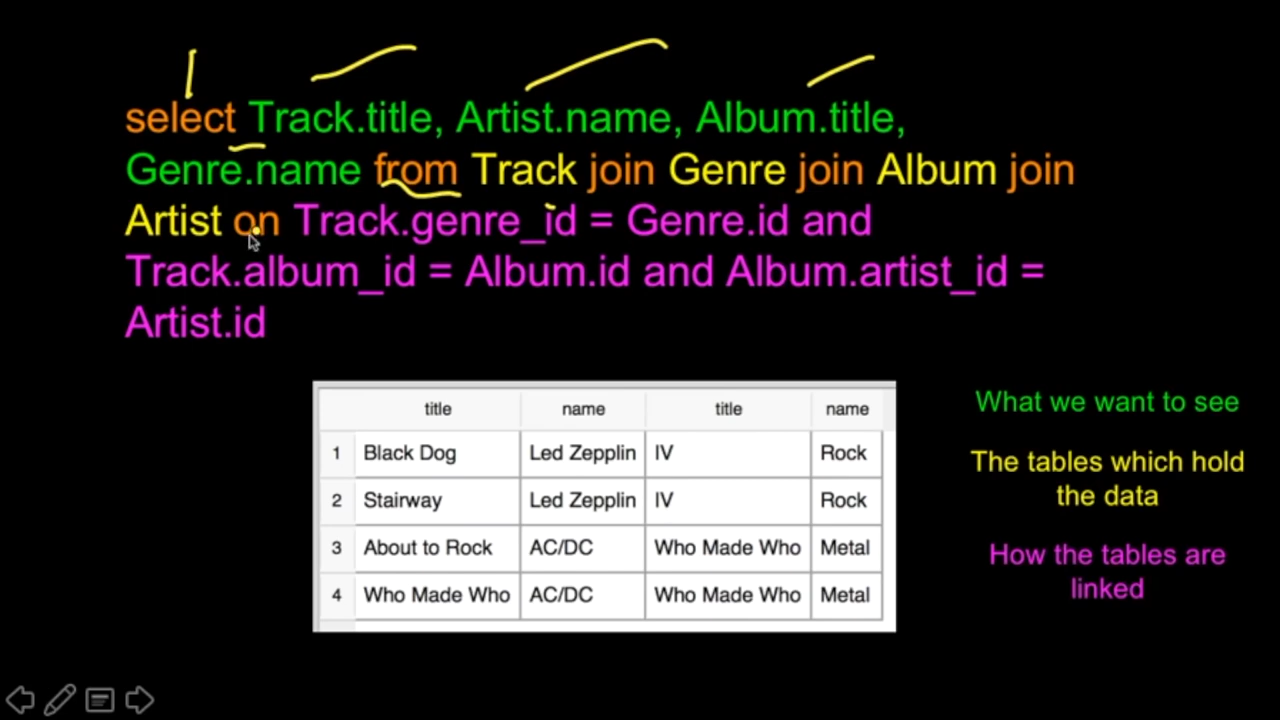 select Track.title, Artist.name, Album.title,
Genre.name from Track join Genre join Album join
Artist on Track.genre_id = Genre.id and
Track.album_id = Album.id and Album.artist_id =
Artist.id
title name title name
1 Black Dog Led Zepplin IV Rock
2 Stairway Led Zepplin IV Rock
3 About to Rock AC/DC Who Made Who Metal
4 Who Made Who AC/DC Who Made Who Metal
What we want to see
The tables which hold
the data
How the tables are
linked